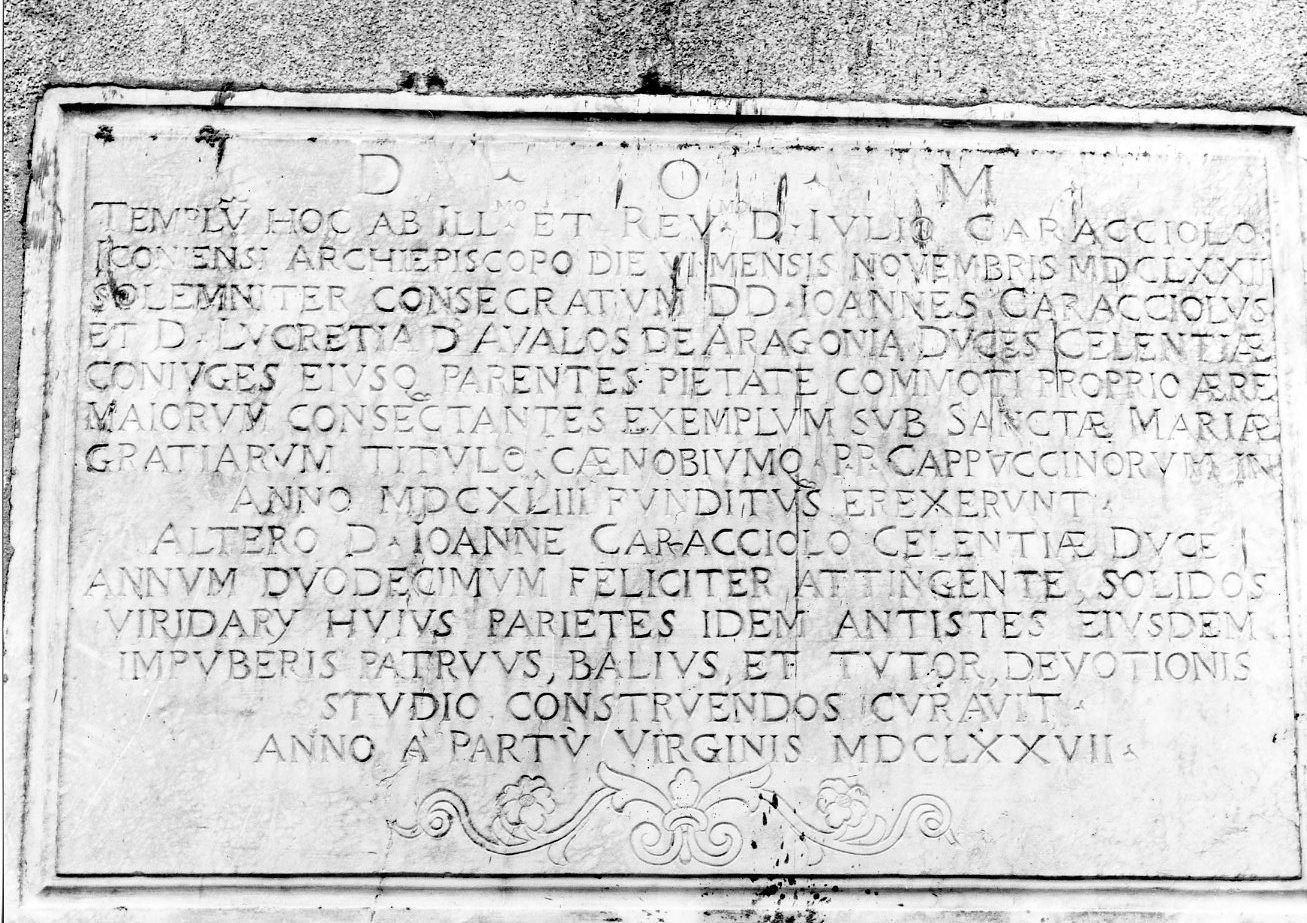 D · O · M
TEMPLŪ HOC AB ILL.MO ET REV.MO D. IVLIO CARACCIOLO
ICONIENSI ARCHIEPISCOPO DIE VI MENSIS NOVEMBRIS MDCLXXII
SOLEMNITER CONSECRATVM DD. IOANNES CARACCIOLVS
ET D. LVCRETIA D'AVALOS DE ARAGONIA DVCES CELENTIÆ
CONIVGES EIVSQ PARENTES PIETATE COMMOTI PROPRIO ÆRE
MAIORVM CONSECTANTES EXEMPLVM SVB SANCTÆ MARIÆ
GRATIARVM TITVLO, CÆNOBIVMQ. P.P. CAPPVCCINORVM IN
ANNO MDCXLIII FVNDITVS EREXERVNT.
ALTERO D. IOANNE CARACCIOLO CELENTIÆ DVCE
ANNVM DVODECIMVM FELICITER ATTINGENTE, SOLIDOS
VIRIDARY HVIVS PARIETES IDEM ANTISTES EIVSDEM
IMPVBERIS PATRVVS, BALIVS, ET TVTOR, DEVOTIONIS
STVDIO CONSTRVENDOS CVRAVIT.
ANNO À PARTV̀ VIRGINIS MDCLXXVII.